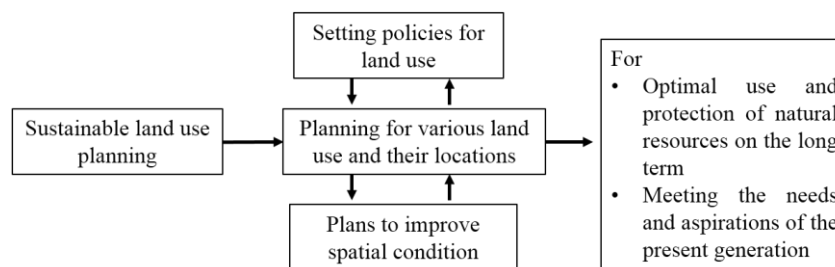 Setting policies for
land use
Sustainable land use
planning
Planning for various land
use and their locations
Plans to improve
spatial condition
For
• Optimal use and
protection of natural
resources on the long
term
• Meeting the needs
and aspirations of the
present generation